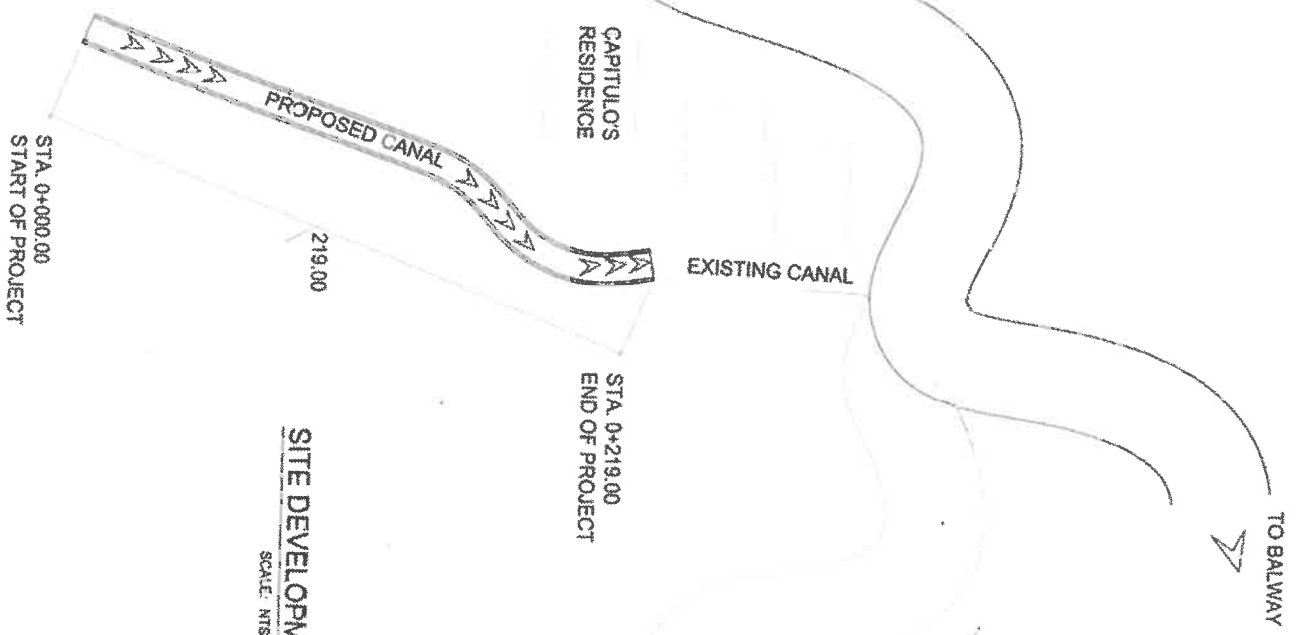 TO BALWAY
CAPITULO'S
RESIDENCE
EXISTING CANAL
PROPOSED CANAL
STA. 0+219.00
END OF PROJECT
219.00
STA. 0+000.00
START OF PROJECT
SCALE: NTS
SITE